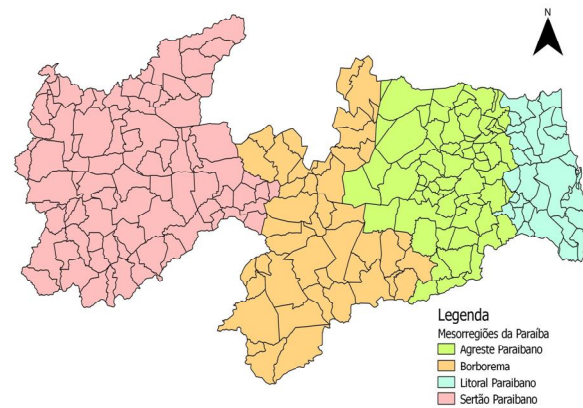 N
Legenda
Mesorregiões da Paraíba
Agreste Paraibano
Borborema
Litoral Paraibano
Sertão Paraibano